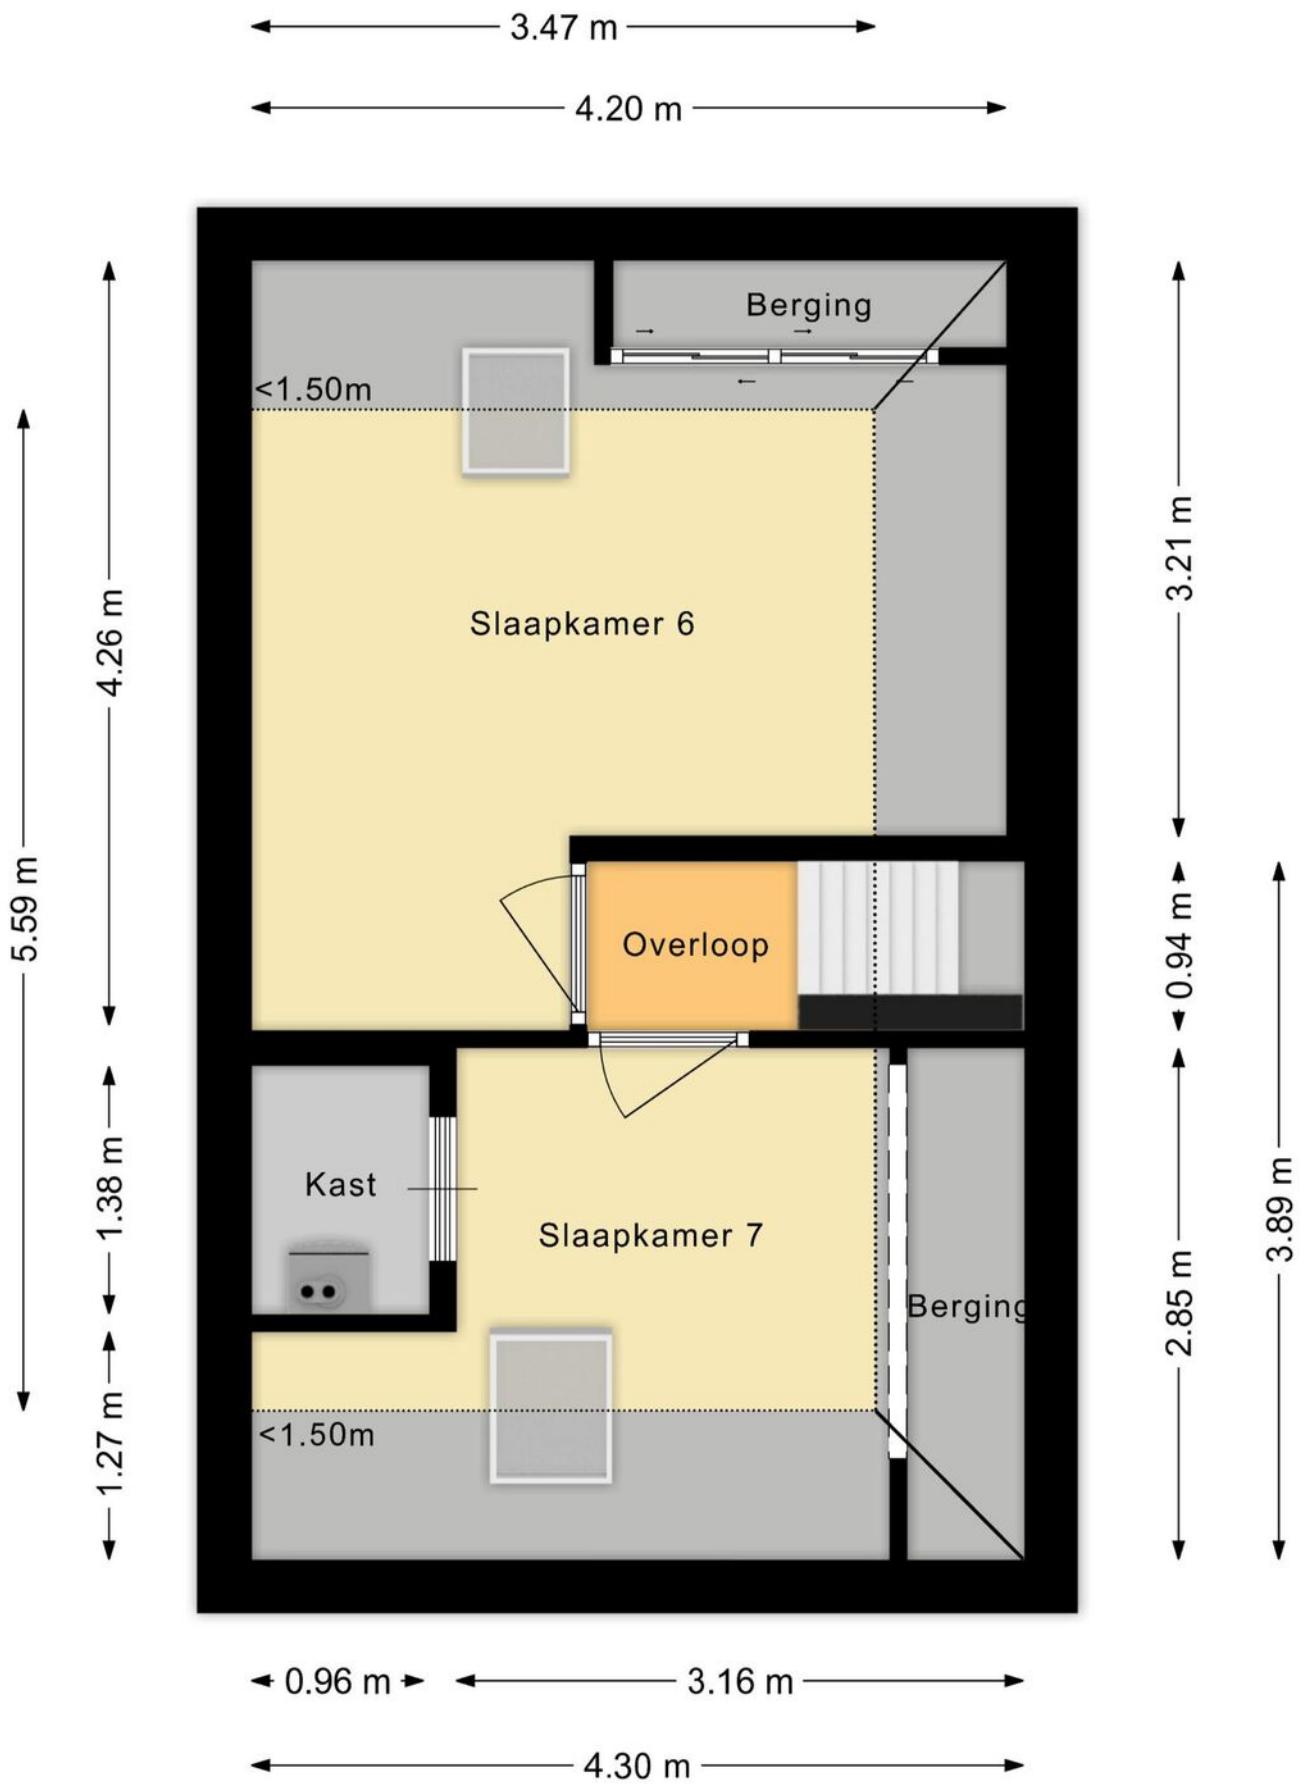 3.47 m
4.20 m
Berging
<1.50m
3.21 m
4.26 m
Slaapkamer 6
5.59 m
Overloop
0.94 m
1.38 m
Kast
Slaapkamer 7
3.89 m
2.85 m
Berging
1.27 m
<1.50m
0.96 m
3.16 m
4.30 m